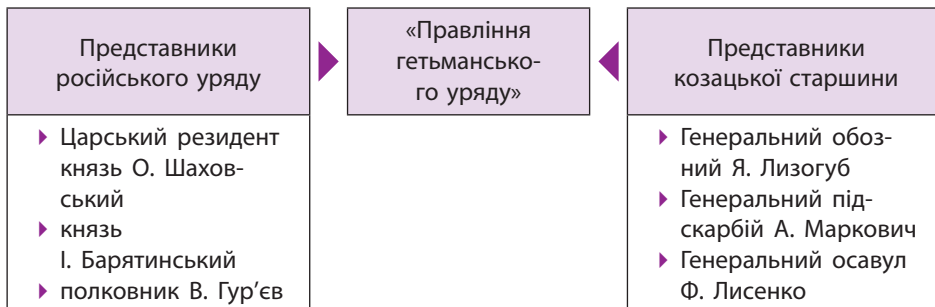 Представники
російського уряду
«Правління
гетьмансько-
го уряду»
Представники
козацької старшини
Царський резидент
князь О. Шахов-
ський
князь
І. Барятинський
полковник В. Гур’єв
Генеральний обоз-
ний Я. Лизогуб
Генеральний під-
скарбій А. Маркович
Генеральний осавул
Ф. Лисенко